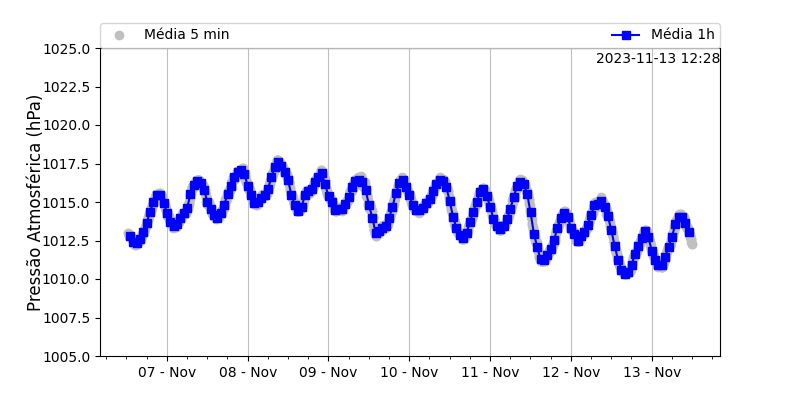 Média 5 min
Média 1h
2023-11-13 12:28
Pressão Atmosférica (hPa)
1025.0
1022.5
1020.0
1017.5
1015.0
1012.5
1010.0
1007.5
1005.0
07 - Nov
08 - Nov
09 - Nov
10 - Nov
11 - Nov
12 - Nov
13 - Nov